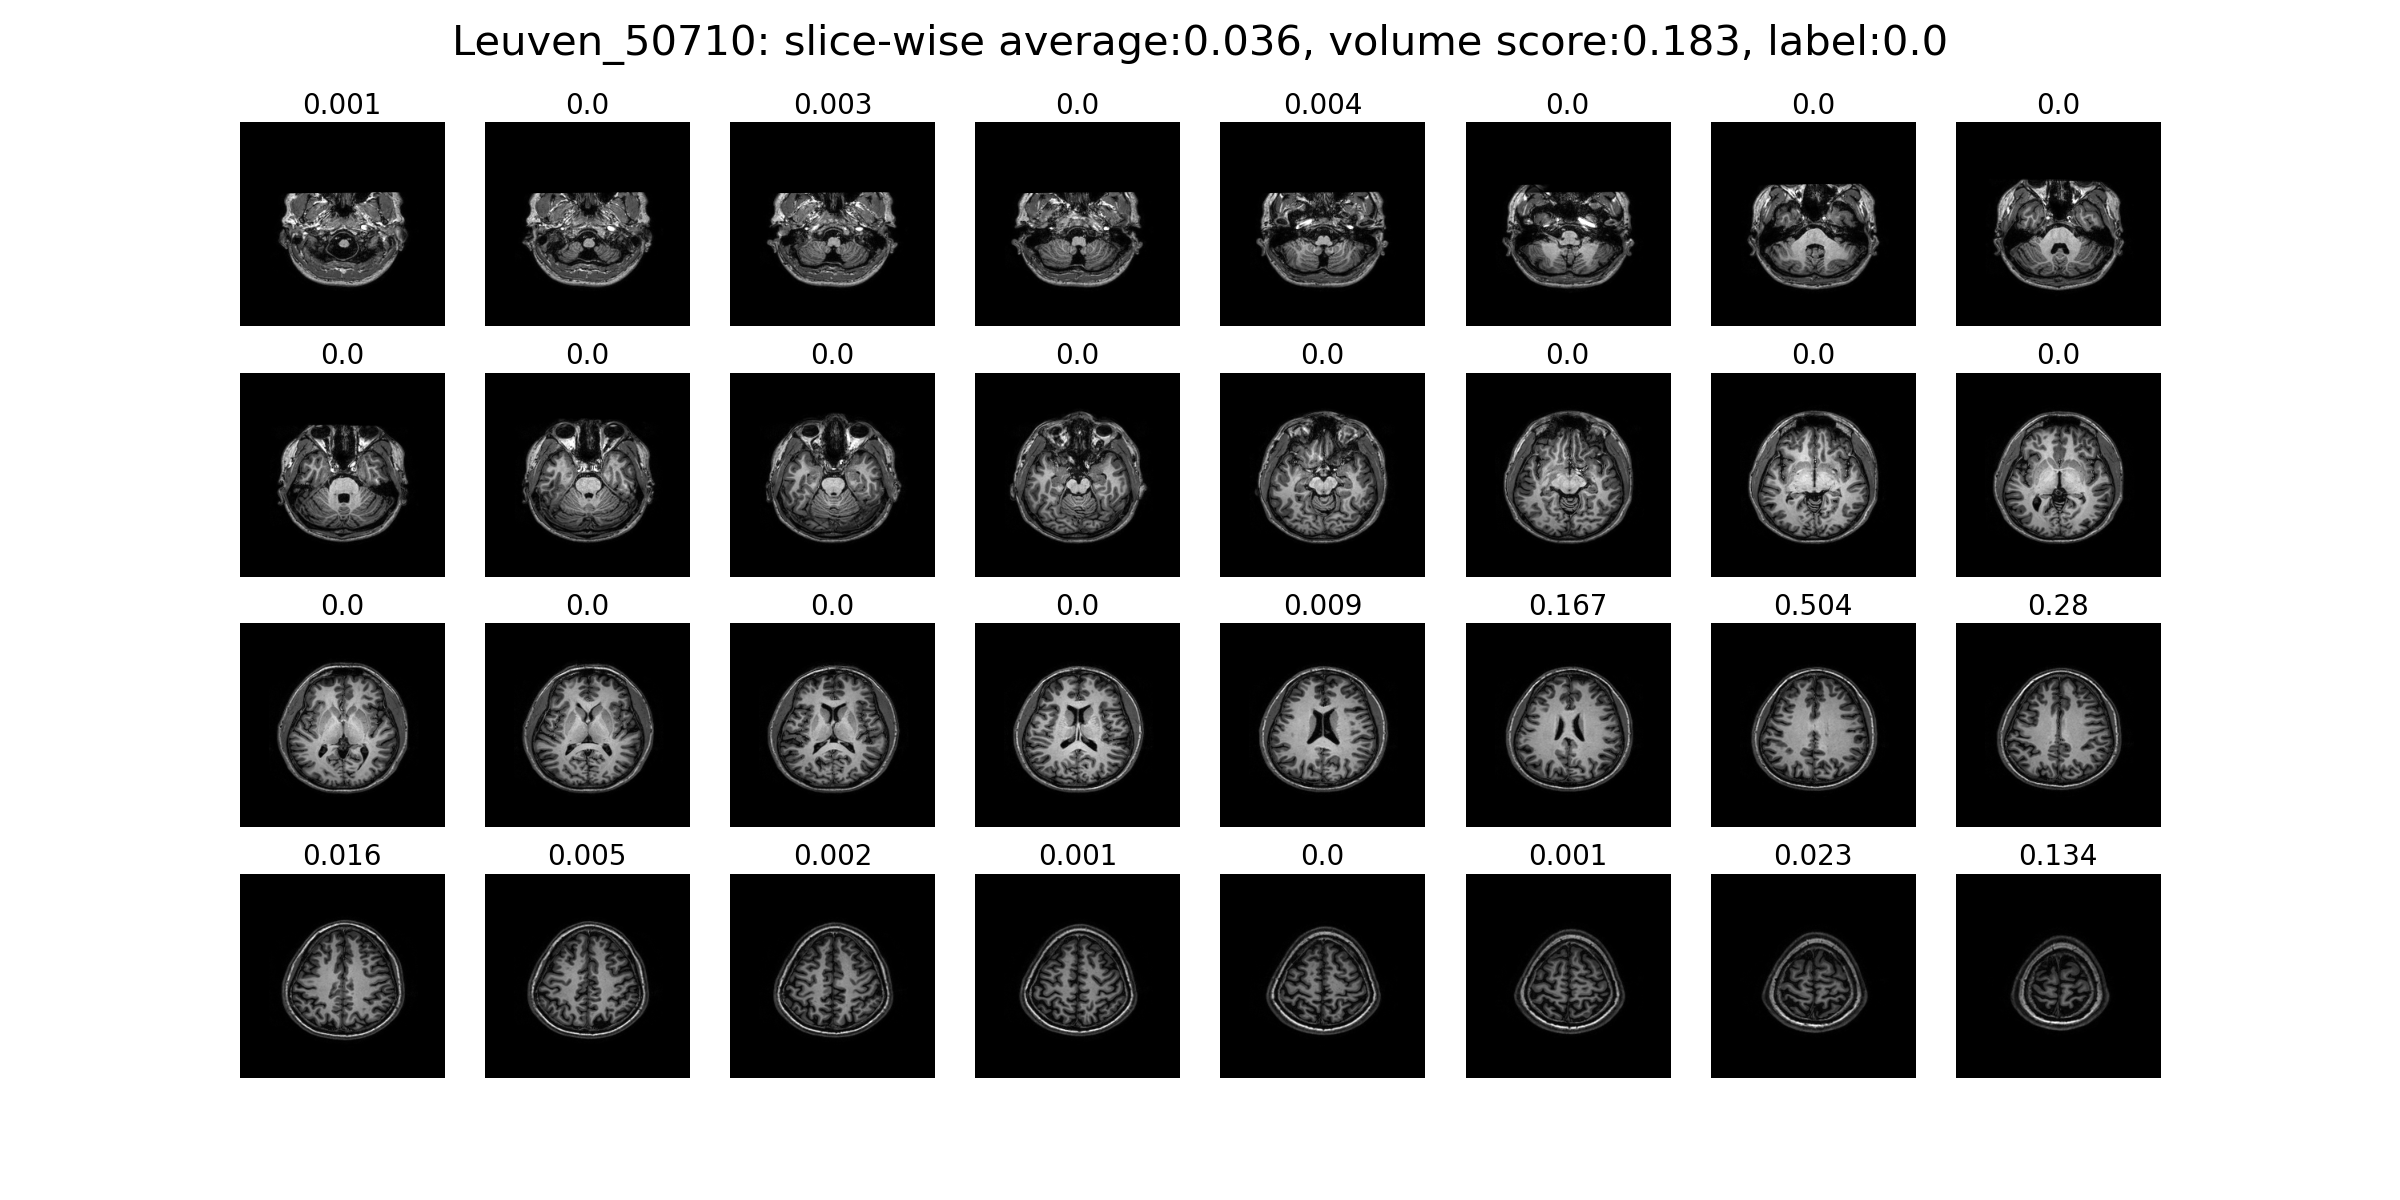 Leuven_50710: slice-wise average:0.036, volume score:0.183, label:0.0
0.001 0.0 0.003 0.0 0.004 0.0 0.0 0.0
0.0 0.0 0.0 0.0 0.0 0.0 0.0 0.0
0.0 0.0 0.0 0.0 0.009 0.167 0.504 0.28
0.016 0.005 0.002 0.001 0.0 0.001 0.023 0.134